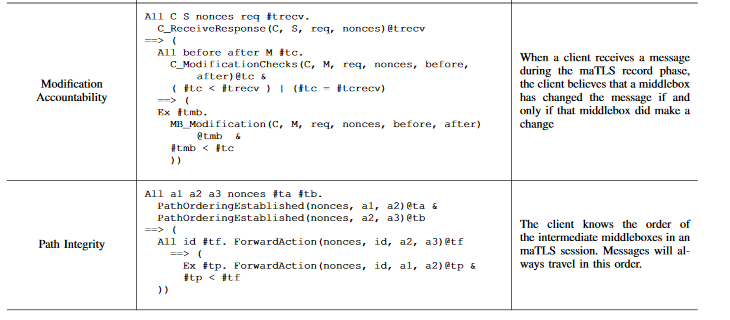 Modification
Accountability
All C S nonces req #trecv.
C_ReceiveResponse(C, S, req, nonces)@trecv
==> (
All before after M #tc.
C_ModificationChecks(C, M, req, nonces, before,
after)@tc &
( #tc < #trecv ) | (#tc = #tcrecv)
==> (
Ex #tmb.
MB_Modification(C, M, req, nonces, before, after)
@tmb &
#tmb < #tc
))
When a client receives a message
during the maTLS record phase,
the client believes that a middlebox
has changed the message if and
only if that middlebox did make a
change
Path Integrity
All a1 a2 a3 nonces #ta #tb.
PathOrderingEstablished(nonces, a1, a2)@ta &
PathOrderingEstablished(nonces, a2, a3)@tb
==> (
All id #tf. ForwardAction(nonces, id, a2, a3)@tf
==> (
Ex #tp. ForwardAction(nonces, id, a1, a2)@tp &
#tp < #tf
))
The client knows the order of
the intermediate middleboxes in an
maTLS session. Messages will al-
ways travel in this order.